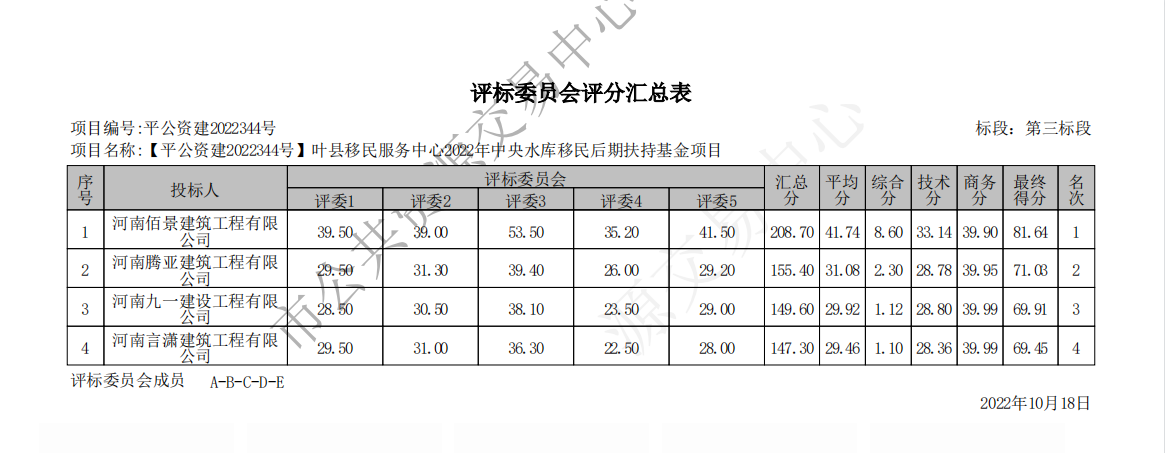 评标委员会评分汇总表
项目编号:平公资建2022344号 标段：第三标段
项目名称:【平公资建2022344号】叶县移民服务中心2022年中央水库移民后期扶持基金项目
序号 投标人 评标委员会 汇总分 平均分 综合分 技术分 商务分 最终得分 名次
评委1 评委2 评委3 评委4 评委5
1 河南佰景建筑工程有限公司 39.50 39.00 53.50 35.20 41.50 208.70 41.74 8.60 33.14 39.90 81.64 1
2 河南腾亚建筑工程有限公司 29.50 31.30 39.40 26.00 29.20 155.40 31.08 2.30 28.78 39.95 71.03 2
3 河南九一建设工程有限公司 28.50 30.50 38.10 23.50 29.00 149.60 29.92 1.12 28.80 39.99 69.91 3
4 河南言潇建筑工程有限公司 29.50 31.00 36.30 22.50 28.00 147.30 29.46 1.10 28.36 39.99 69.45 4
评标委员会成员 A-B-C-D-E
2022年10月18日
市公共资源交易中心
源交易中心